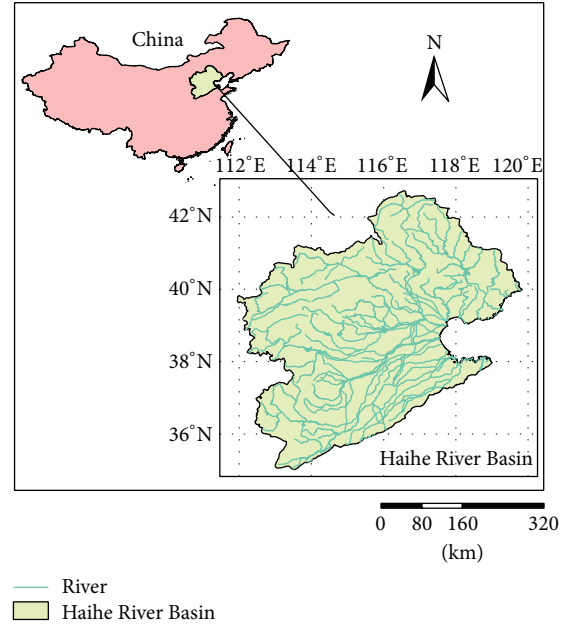 China
N
112°E 114°E 116°E 118°E 120°E
42°N
40°N
38°N
36°N
Haihe River Basin
0 80 160 320
(km)
River
Haihe River Basin